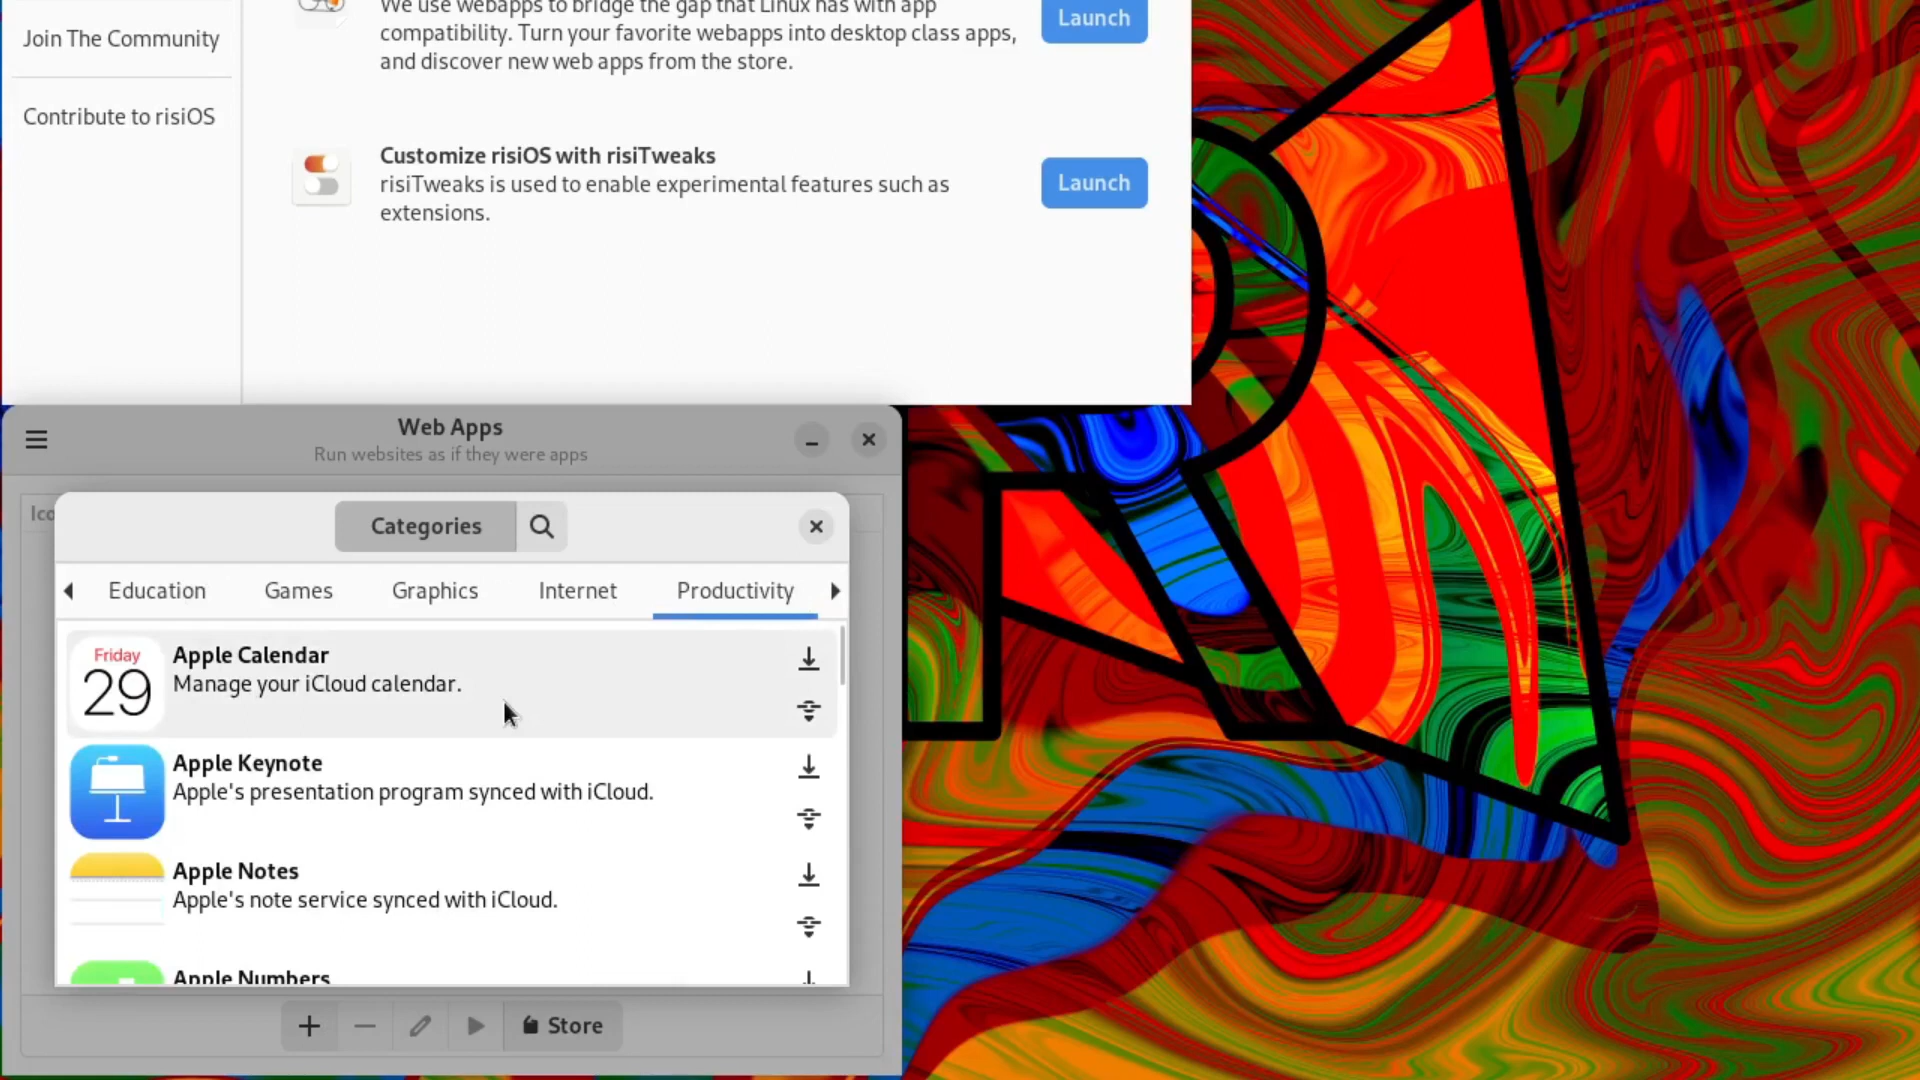 We use webapps to bridge the gap that Linux has with app
compatibility. Turn your favorite webapps into desktop class apps,
and discover new web apps from the store.
Launch
Join The Community
Contribute to risiOS
Customize risiOS with risiTweaks
risiTweaks is used to enable experimental features such as
extensions.
Launch
Web Apps
Run websites as if they were apps
Ico
Categories
Education Games Graphics Internet Productivity
Friday
29
Apple Calendar
Manage your iCloud calendar.
Apple Keynote
Apple's presentation program synced with iCloud.
Apple Notes
Apple's note service synced with iCloud.
Apple Numbers
Store